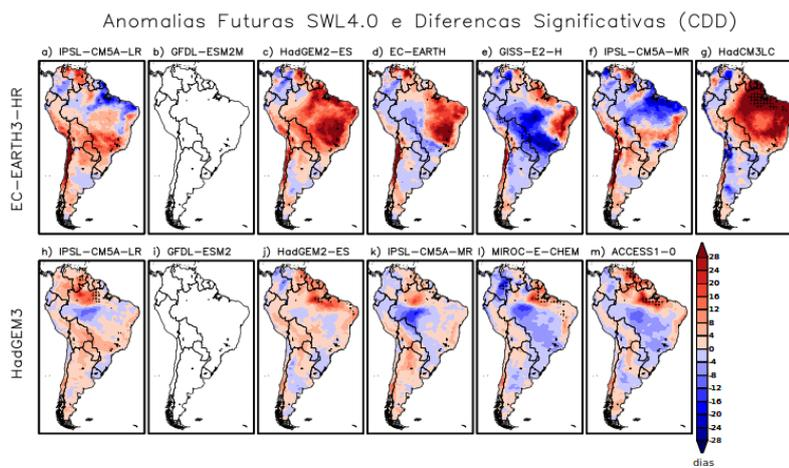 Anomalias Futuras SWL4.0 e Diferencas Significativas (CDD)
a) IPSL-CM5A-LR b) GFDL-ESM2M c) HadGEM2-ES d) EC-EARTH e) GISS-E2-H f) IPSL-CM5A-MR g) HadCM3LC
EC-EARTH3-HR
h) IPSL-CM5A-LR i) GFDL-ESM2 j) HadGEM2-ES k) IPSL-CM5A-MR l) MIROC-E-CHEM m) ACCESS1-0
HadGEM3
28
24
20
16
12
8
4
0
-4
-8
-12
-16
-20
-24
-28
dias